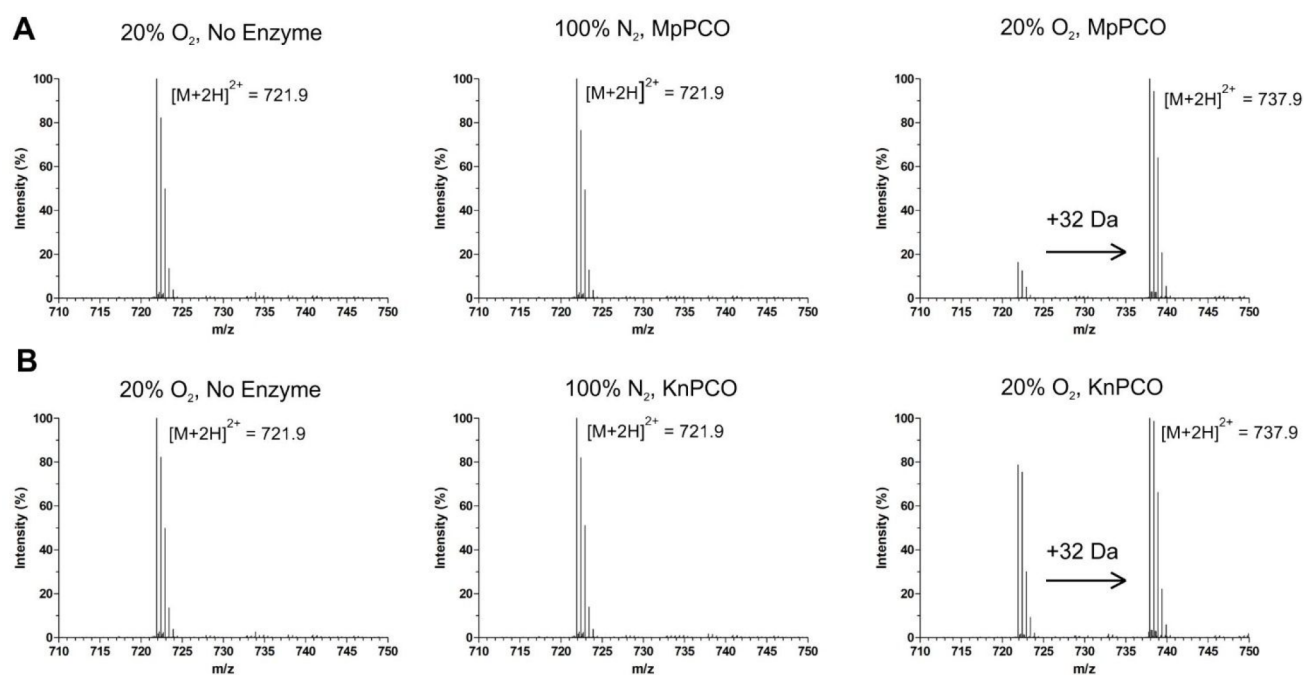 A
20% O₂, No Enzyme
100% N₂, MpPCO
20% O₂, MpPCO
[M+2H]²⁺ = 721.9
[M+2H]²⁺ = 721.9
[M+2H]²⁺ = 737.9
+32 Da
Intensity (%)
100
80
60
40
20
0
710 715 720 725 730 735 740 745 750
m/z
Intensity (%)
100
80
60
40
20
0
710 715 720 725 730 735 740 745 750
m/z
Intensity (%)
100
80
60
40
20
0
710 715 720 725 730 735 740 745 750
m/z
B
20% O₂, No Enzyme
100% N₂, KnPCO
20% O₂, KnPCO
[M+2H]²⁺ = 721.9
[M+2H]²⁺ = 721.9
[M+2H]²⁺ = 737.9
+32 Da
Intensity (%)
100
80
60
40
20
0
710 715 720 725 730 735 740 745 750
m/z
Intensity (%)
100
80
60
40
20
0
710 715 720 725 730 735 740 745 750
m/z
Intensity (%)
100
80
60
40
20
0
710 715 720 725 730 735 740 745 750
m/z